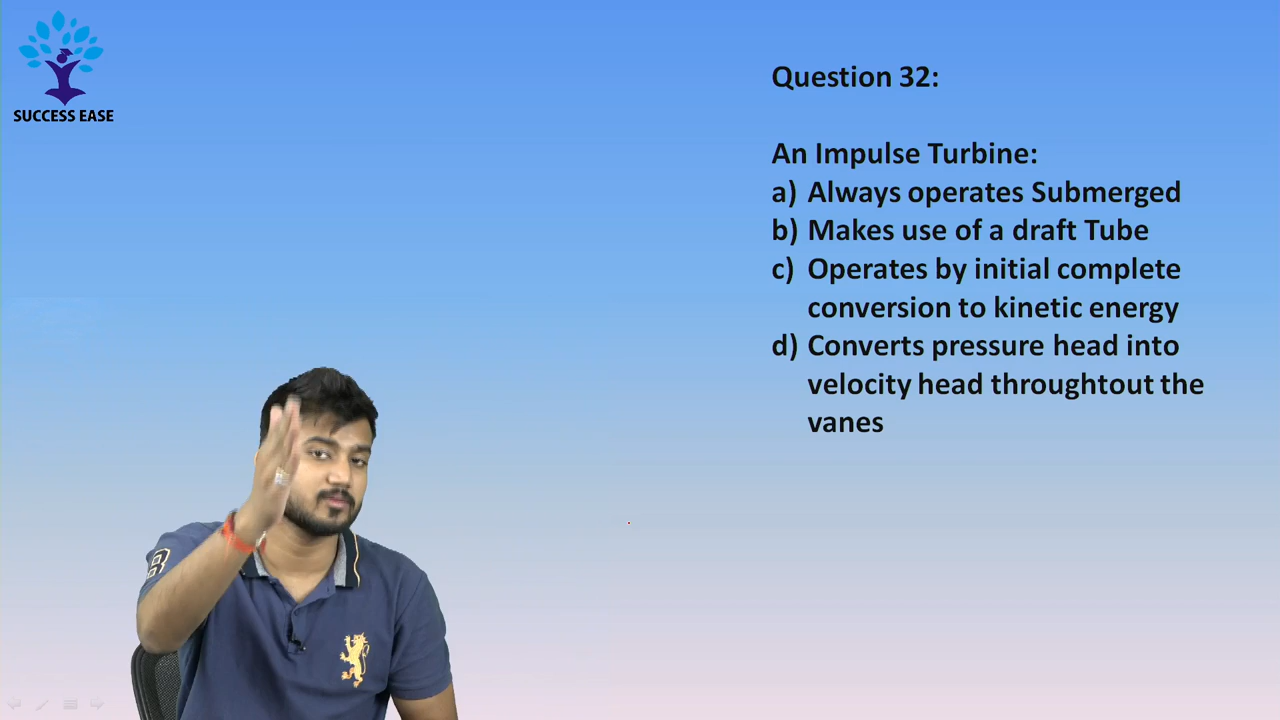 SUCCESS EASE
Question 32:
An Impulse Turbine:
a) Always operates Submerged
b) Makes use of a draft Tube
c) Operates by initial complete
conversion to kinetic energy
d) Converts pressure head into
velocity head throughtout the
vanes